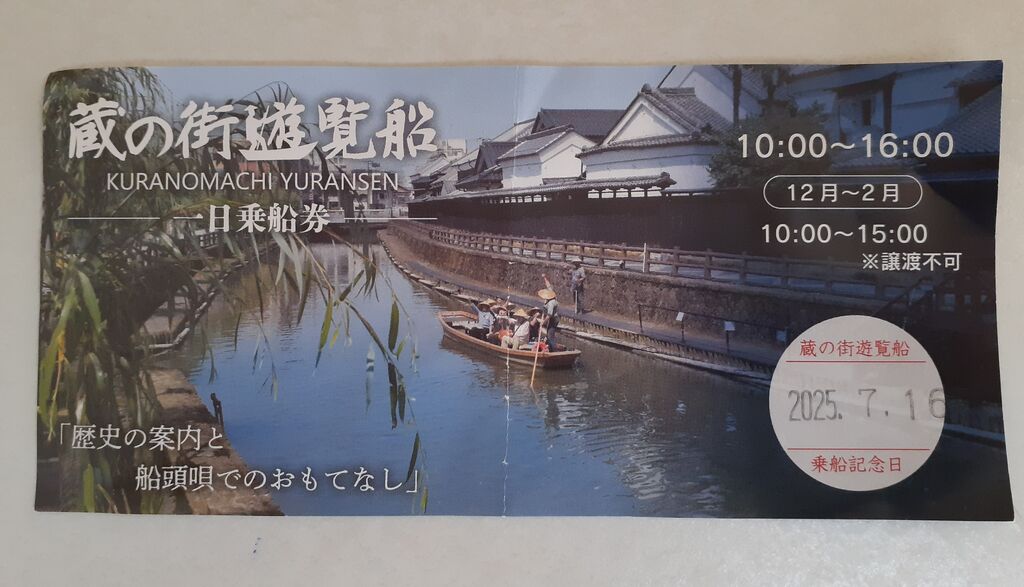 蔵の街遊覧船
KURANOMACHI YURANSEN
一日乗船券
10:00～16:00
12月～2月
10:00～15:00
※譲渡不可
蔵の街遊覧船
2025. 7. 16
乗船記念日
「歴史の案内と
船頭唄でのおもてなし」